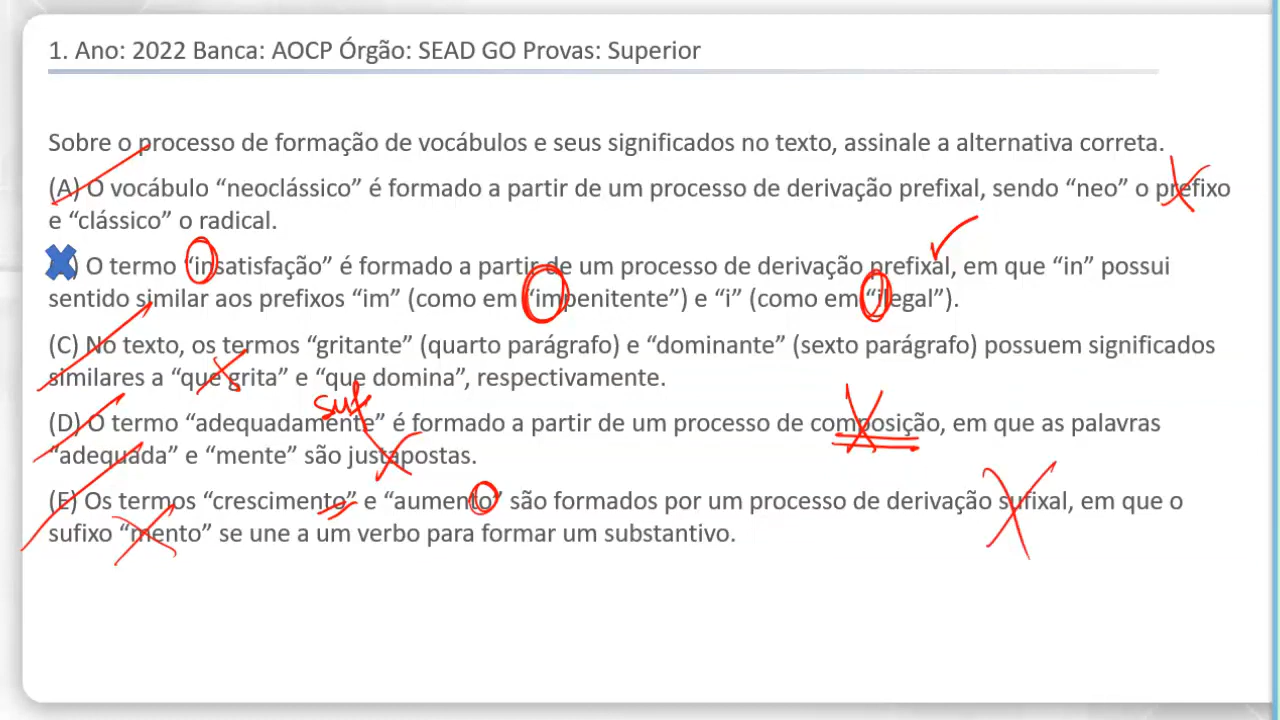 1. Ano: 2022 Banca: AOCP Órgão: SEAD GO Provas: Superior
Sobre o processo de formação de vocábulos e seus significados no texto, assinale a alternativa correta.
(A) O vocábulo “neoclássico” é formado a partir de um processo de derivação prefixal, sendo “neo” o prefixo
e “clássico” o radical.
) O termo “insatisfação” é formado a partir de um processo de derivação prefixal, em que “in” possui
sentido similar aos prefixos “im” (como em “impenitente”) e “i” (como em “ilegal”).
(C) No texto, os termos “gritante” (quarto parágrafo) e “dominante” (sexto parágrafo) possuem significados
similares a “que grita” e “que domina”, respectivamente.
suf
(D) O termo “adequadamente” é formado a partir de um processo de composição, em que as palavras
“adequada” e “mente” são justapostas.
(E) Os termos “crescimento” e “aumento” são formados por um processo de derivação sufixal, em que o
sufixo “mento” se une a um verbo para formar um substantivo.